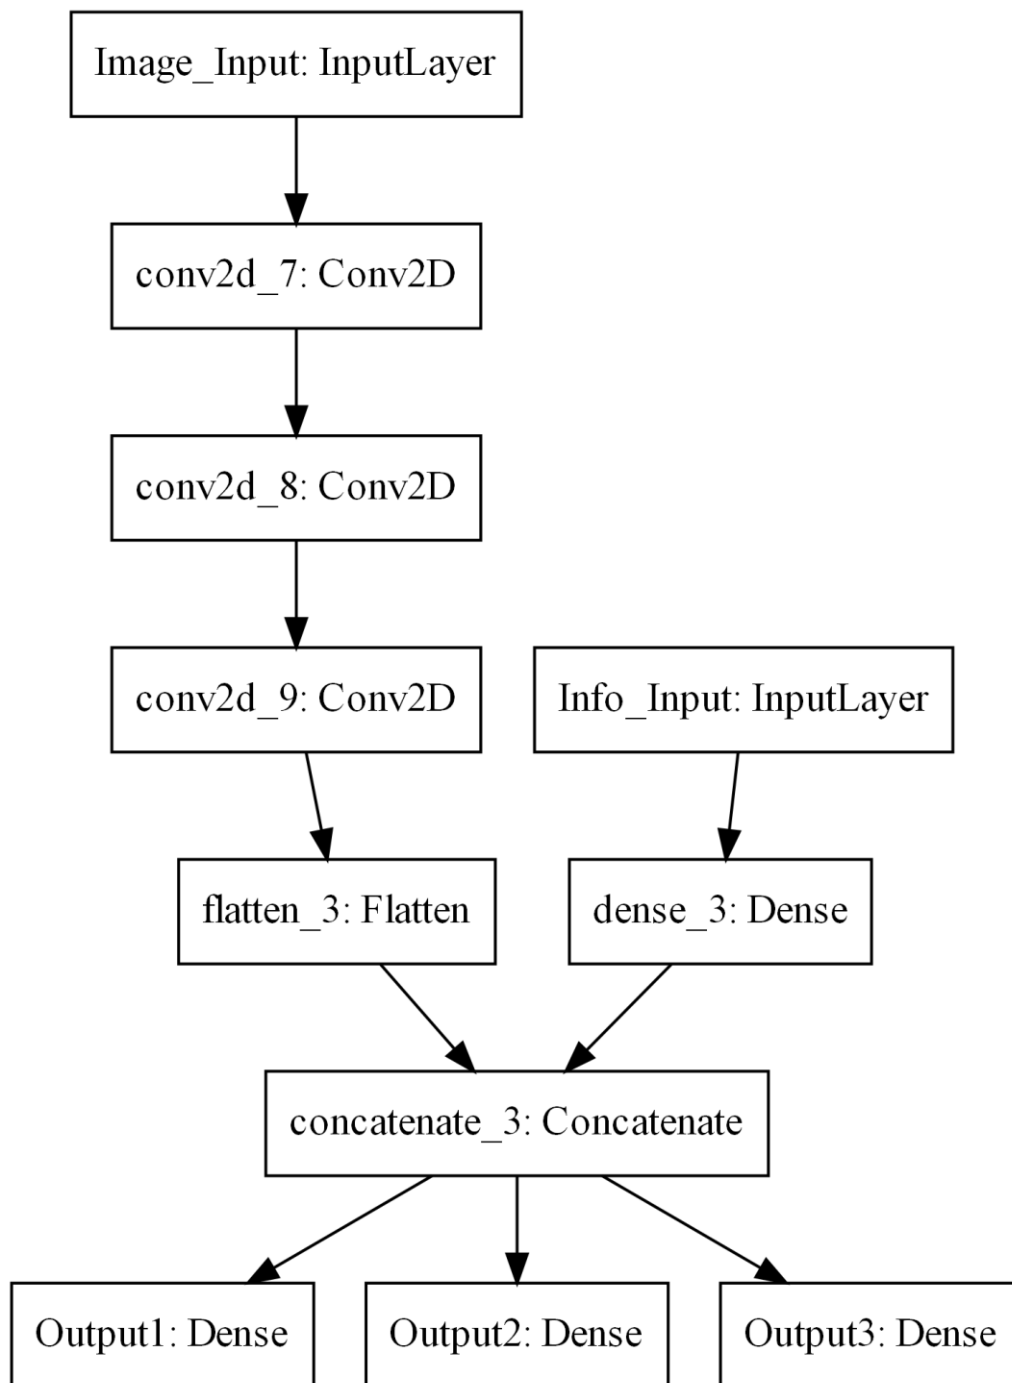 Image_Input: InputLayer
conv2d_7: Conv2D
conv2d_8: Conv2D
conv2d_9: Conv2D
Info_Input: InputLayer
flatten_3: Flatten
dense_3: Dense
concatenate_3: Concatenate
Output1: Dense
Output2: Dense
Output3: Dense